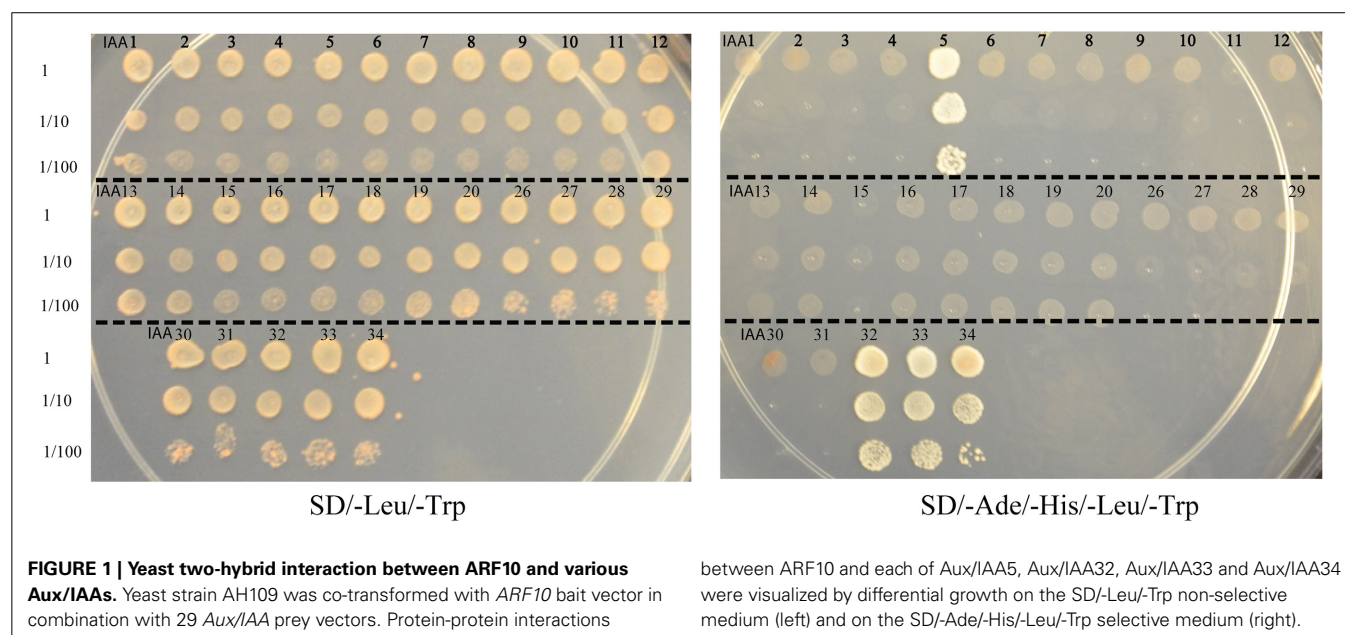 IAA1 2 3 4 5 6 7 8 9 10 11 12
1
1/10
1/100
IAA13 14 15 16 17 18 19 20 26 27 28 29
1
1/10
1/100
IAA30 31 32 33 34
1
1/10
1/100
SD/-Leu/-Trp
IAA1 2 3 4 5 6 7 8 9 10 11 12
IAA13 14 15 16 17 18 19 20 26 27 28 29
IAA30 31 32 33 34
SD/-Ade/-His/-Leu/-Trp
FIGURE 1 | Yeast two-hybrid interaction between ARF10 and various
Aux/IAAs. Yeast strain AH109 was co-transformed with ARF10 bait vector in
combination with 29 Aux/IAA prey vectors. Protein-protein interactions
between ARF10 and each of Aux/IAA5, Aux/IAA32, Aux/IAA33 and Aux/IAA34
were visualized by differential growth on the SD/-Leu/-Trp non-selective
medium (left) and on the SD/-Ade/-His/-Leu/-Trp selective medium (right).